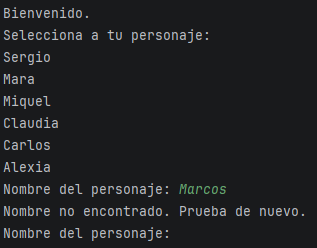 Bienvenido.
Selecciona a tu personaje:
Sergio
Mara
Miquel
Claudia
Carlos
Alexia
Nombre del personaje: Marcos
Nombre no encontrado. Prueba de nuevo.
Nombre del personaje: